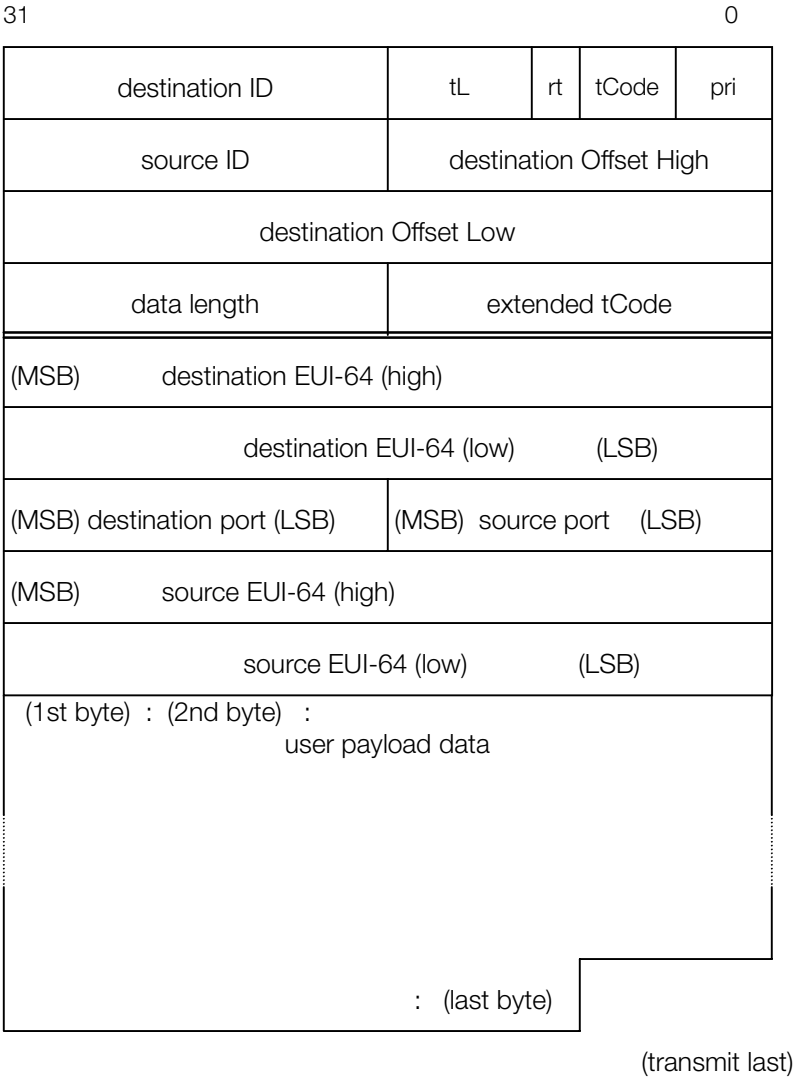 31 0
destination ID tL rt tCode pri
source ID destination Offset High
destination Offset Low
data length extended tCode
(MSB) destination EUI-64 (high)
destination EUI-64 (low) (LSB)
(MSB) destination port (LSB) (MSB) source port (LSB)
(MSB) source EUI-64 (high)
source EUI-64 (low) (LSB)
(1st byte) : (2nd byte) :
user payload data
: (last byte)
(transmit last)